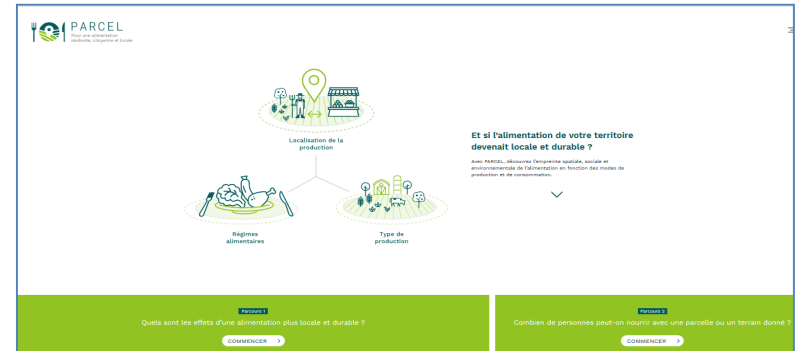 PARCEL
Pour une alimentation
résiliente, citoyenne et locale
Localisation de la
production
Et si l'alimentation de votre territoire
devenait locale et durable ?
Avec PARCEL, découvrez l'empreinte spatiale, sociale et
environnementale de l'alimentation en fonction des modes de
production et de consommation.
Régimes
alimentaires
Type de
production
Parcours 1
Quels sont les effets d'une alimentation plus locale et durable ?
COMMENCER
Parcours 2
Combien de personnes peut-on nourrir avec une parcelle ou un terrain donné ?
COMMENCER